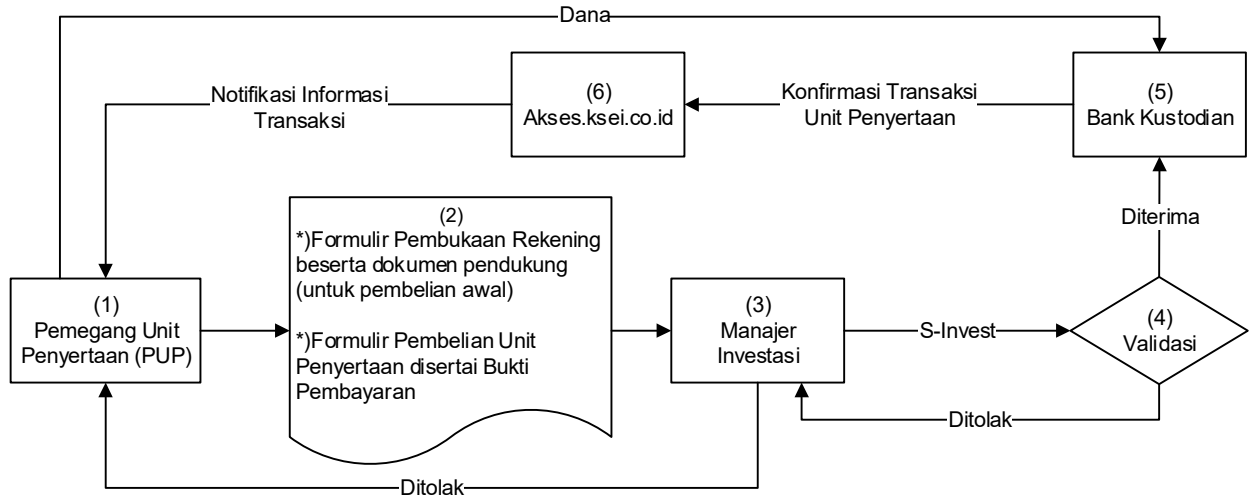 Dana
(6)
Akses.ksei.co.id
(5)
Bank Kustodian
Notifikasi Informasi
Transaksi
Konfirmasi Transaksi
Unit Penyertaan
Diterima
(1)
Pemegang Unit
Penyertaan (PUP)
(2)
*)Formulir Pembukaan Rekening
beserta dokumen pendukung
(untuk pembelian awal)
*)Formulir Pembelian Unit
Penyertaan disertai Bukti
Pembayaran
(3)
Manajer
Investasi
S-Invest
(4)
Validasi
Ditolak
Ditolak